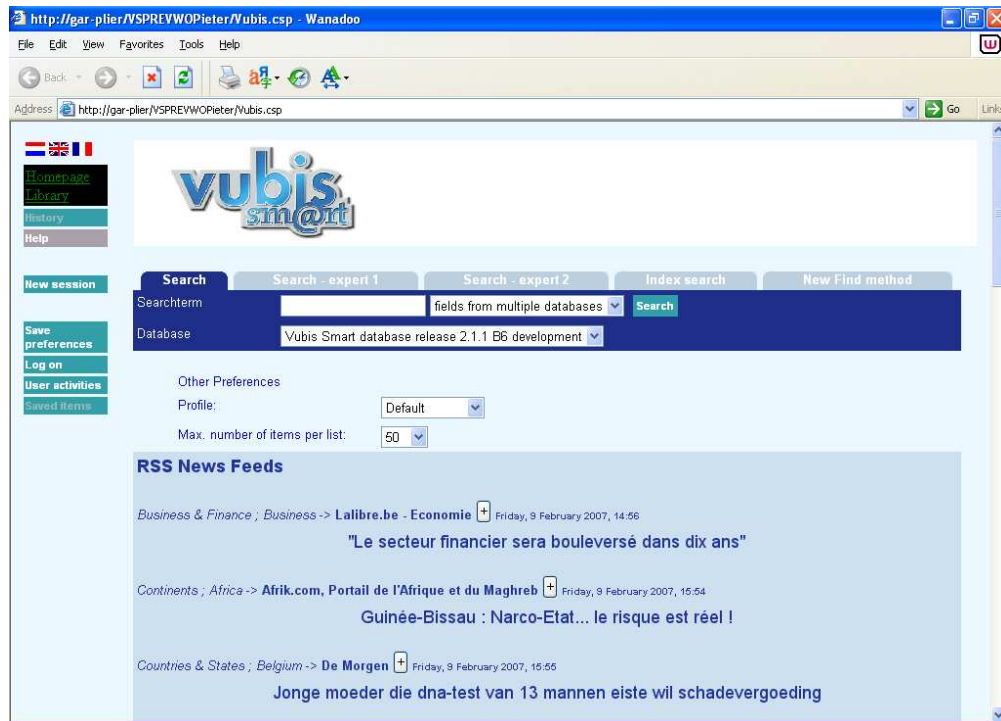 http://gar-plier/VSPREVWOPieter/Vubis.csp - Wanadoo
File Edit View Favorites Tools Help
Back
Address http://gar-plier/VSPREVWOPieter/Vubis.csp Go Links
Homepage
Library
History
Help
New session
Save
preferences
Log on
User activities
Saved items
vubis
sm@rt
Search Search - expert 1 Search - expert 2 Index search New Find method
Searchterm fields from multiple databases Search
Database Vubis Smart database release 2.1.1 B6 development
Other Preferences
Profile: Default
Max. number of items per list: 50
RSS News Feeds
Business & Finance ; Business -> Lalibre.be - Economie + Friday, 9 February 2007, 14:56
"Le secteur financier sera bouleversé dans dix ans"
Continents ; Africa -> Afrik.com, Portail de l'Afrique et du Maghreb + Friday, 9 February 2007, 15:54
Guinée-Bissau : Narco-Etat... le risque est réel !
Countries & States ; Belgium -> De Morgen + Friday, 9 February 2007, 15:55
Jonge moeder die dna-test van 13 mannen eiste wil schadevergoeding